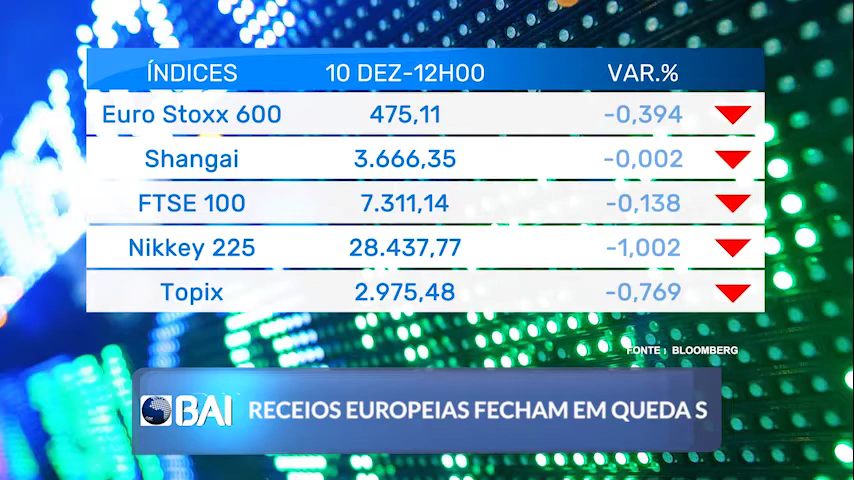 ÍNDICES 10 DEZ-12H00 VAR.%
Euro Stoxx 600 475,11 -0,394
Shangai 3.666,35 -0,002
FTSE 100 7.311,14 -0,138
Nikkey 225 28.437,77 -1,002
Topix 2.975,48 -0,769
FONTE : BLOOMBERG
BAI RECEIOS EUROPEIAS FECHAM EM QUEDA S